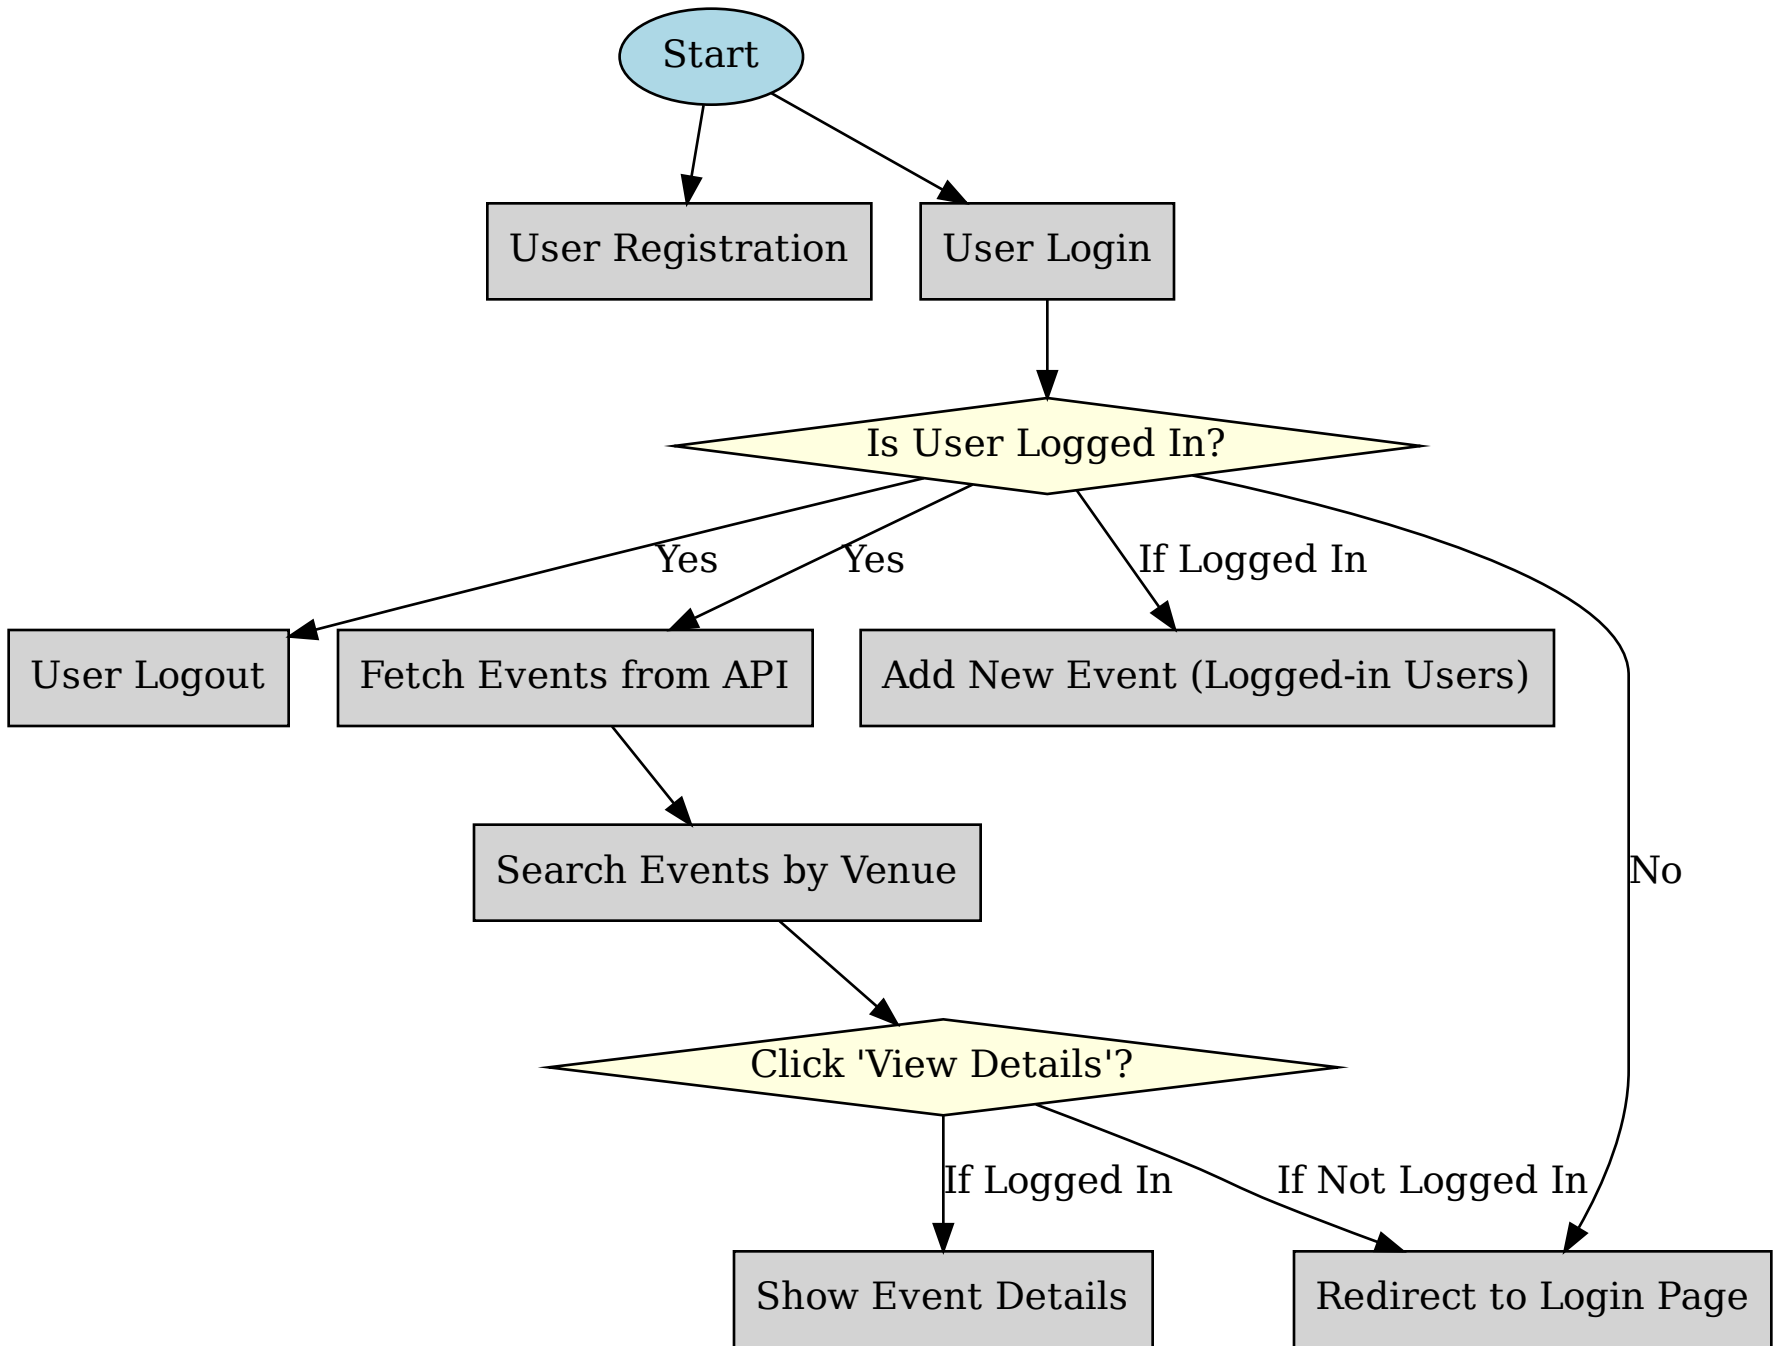 Start
User Registration
User Login
Is User Logged In?
Yes
Yes
If Logged In
User Logout
Fetch Events from API
Add New Event (Logged-in Users)
Search Events by Venue
No
Click 'View Details'?
If Logged In
If Not Logged In
Show Event Details
Redirect to Login Page